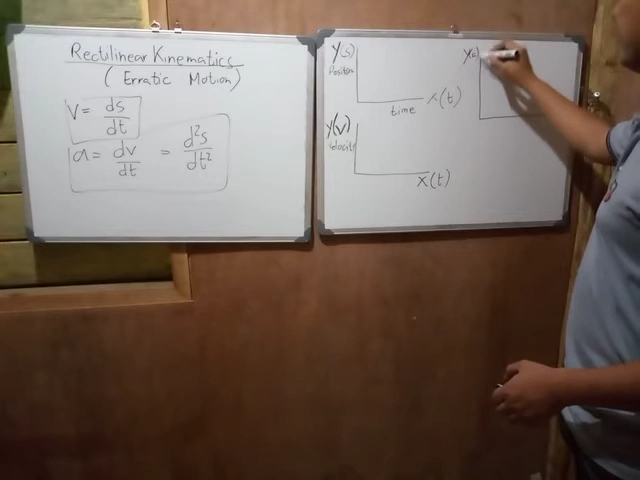 Rectilinear Kinematics
( Erratic Motion)
V = ds/dt
a = dv/dt = d²s/dt²
Y(s)
Position
time X(t)
Y(v)
Velocity
X(t)